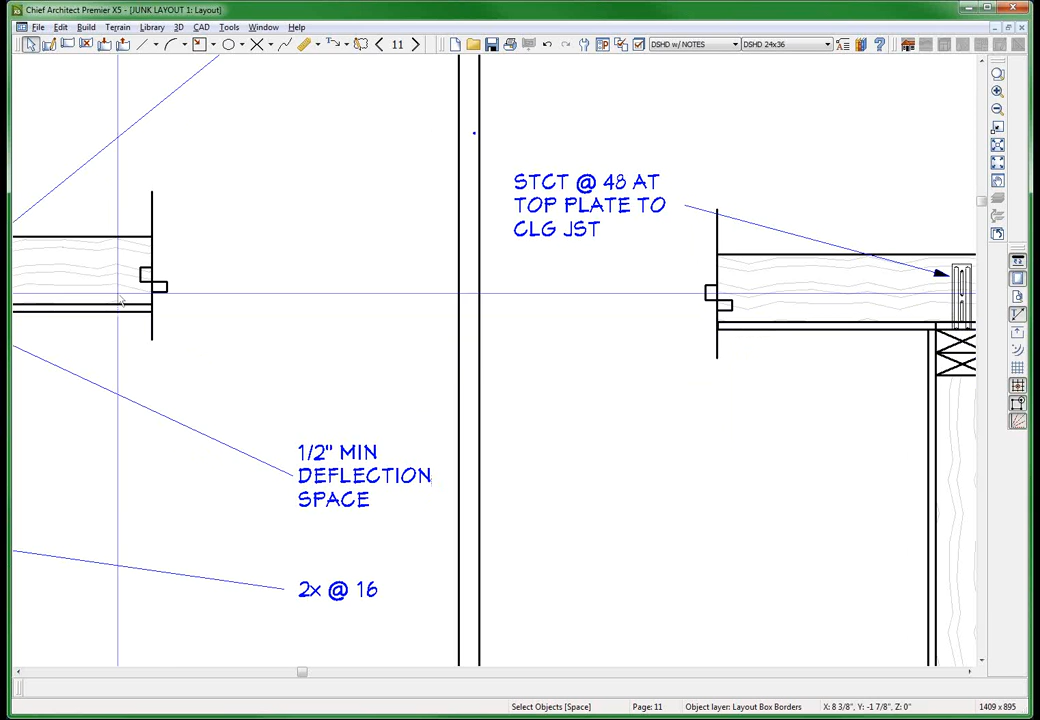 Chief Architect Premier X5 - [JUNK LAYOUT 1: Layout]
File Edit Build Terrain Library 3D CAD Tools Window Help
11 DSHD w/ NOTES DSHD 24x36
STCT @ 48 AT
TOP PLATE TO
CLG JST
1/2" MIN
DEFLECTION
SPACE
2x @ 16
Select Objects [Space] Page: 11 Object layer: Layout Box Borders X: 8 3/8", Y: -1 7/8", Z: 0" 1409 x 895